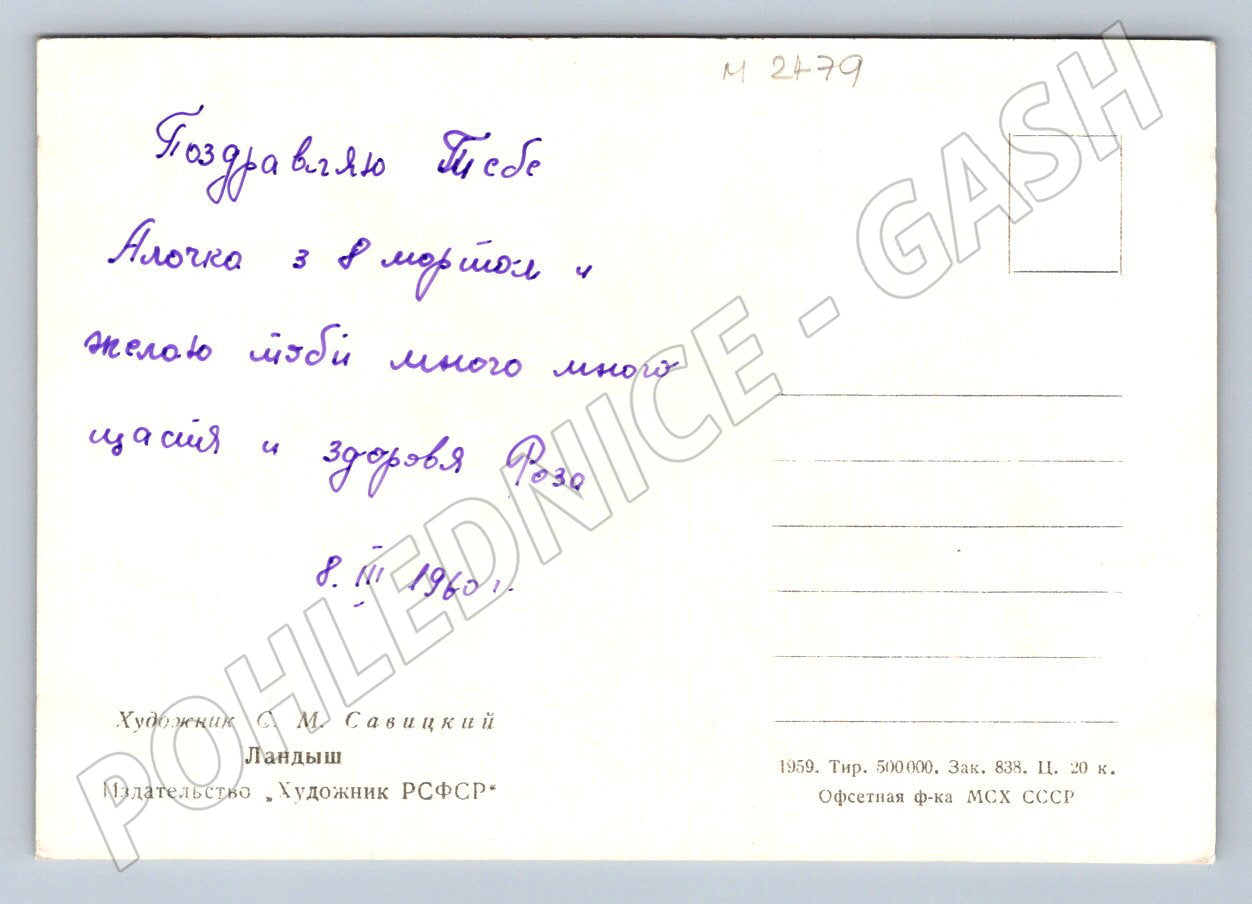 М 2479
Поздравляю Тебе
Алочка з 8 мартом и
желаю тэби много много
щастя и здоровя Роза
8. III 1960 г.
Художник С. М. Савицкий
Ландыш
Издательство „Художник РСФСР"
1959. Тир. 500000. Зак. 838. Ц. 20 к.
Офсетная ф-ка МСХ СССР
POHLEDNICE - GASH